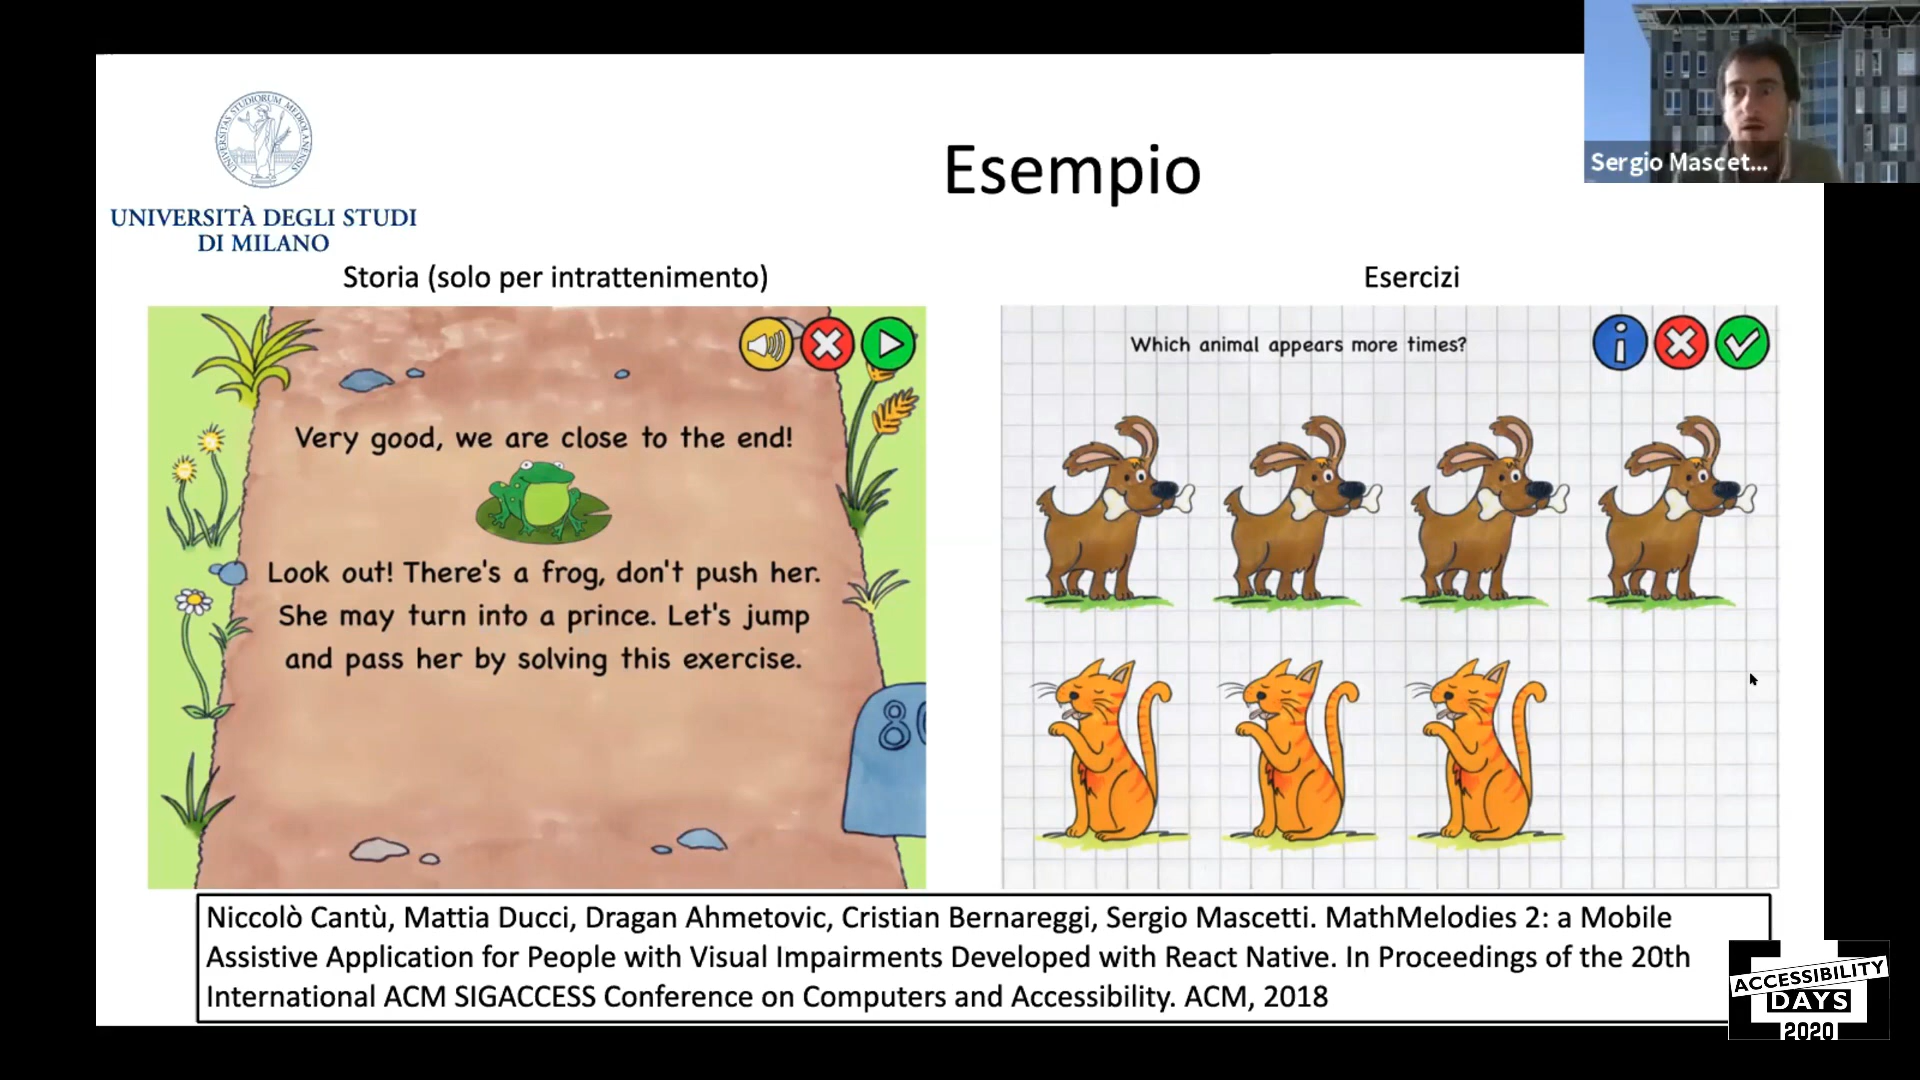 Sergio Mascet...
UNIVERSITÀ DEGLI STUDI
DI MILANO
Esempio
Storia (solo per intrattenimento)
Very good, we are close to the end!
Look out! There's a frog, don't push her.
She may turn into a prince. Let's jump
and pass her by solving this exercise.
Esercizi
Which animal appears more times?
Niccolò Cantù, Mattia Ducci, Dragan Ahmetovic, Cristian Bernareggi, Sergio Mascetti. MathMelodies 2: a Mobile
Assistive Application for People with Visual Impairments Developed with React Native. In Proceedings of the 20th
International ACM SIGACCESS Conference on Computers and Accessibility. ACM, 2018
ACCESSIBILITY
DAYS
2020